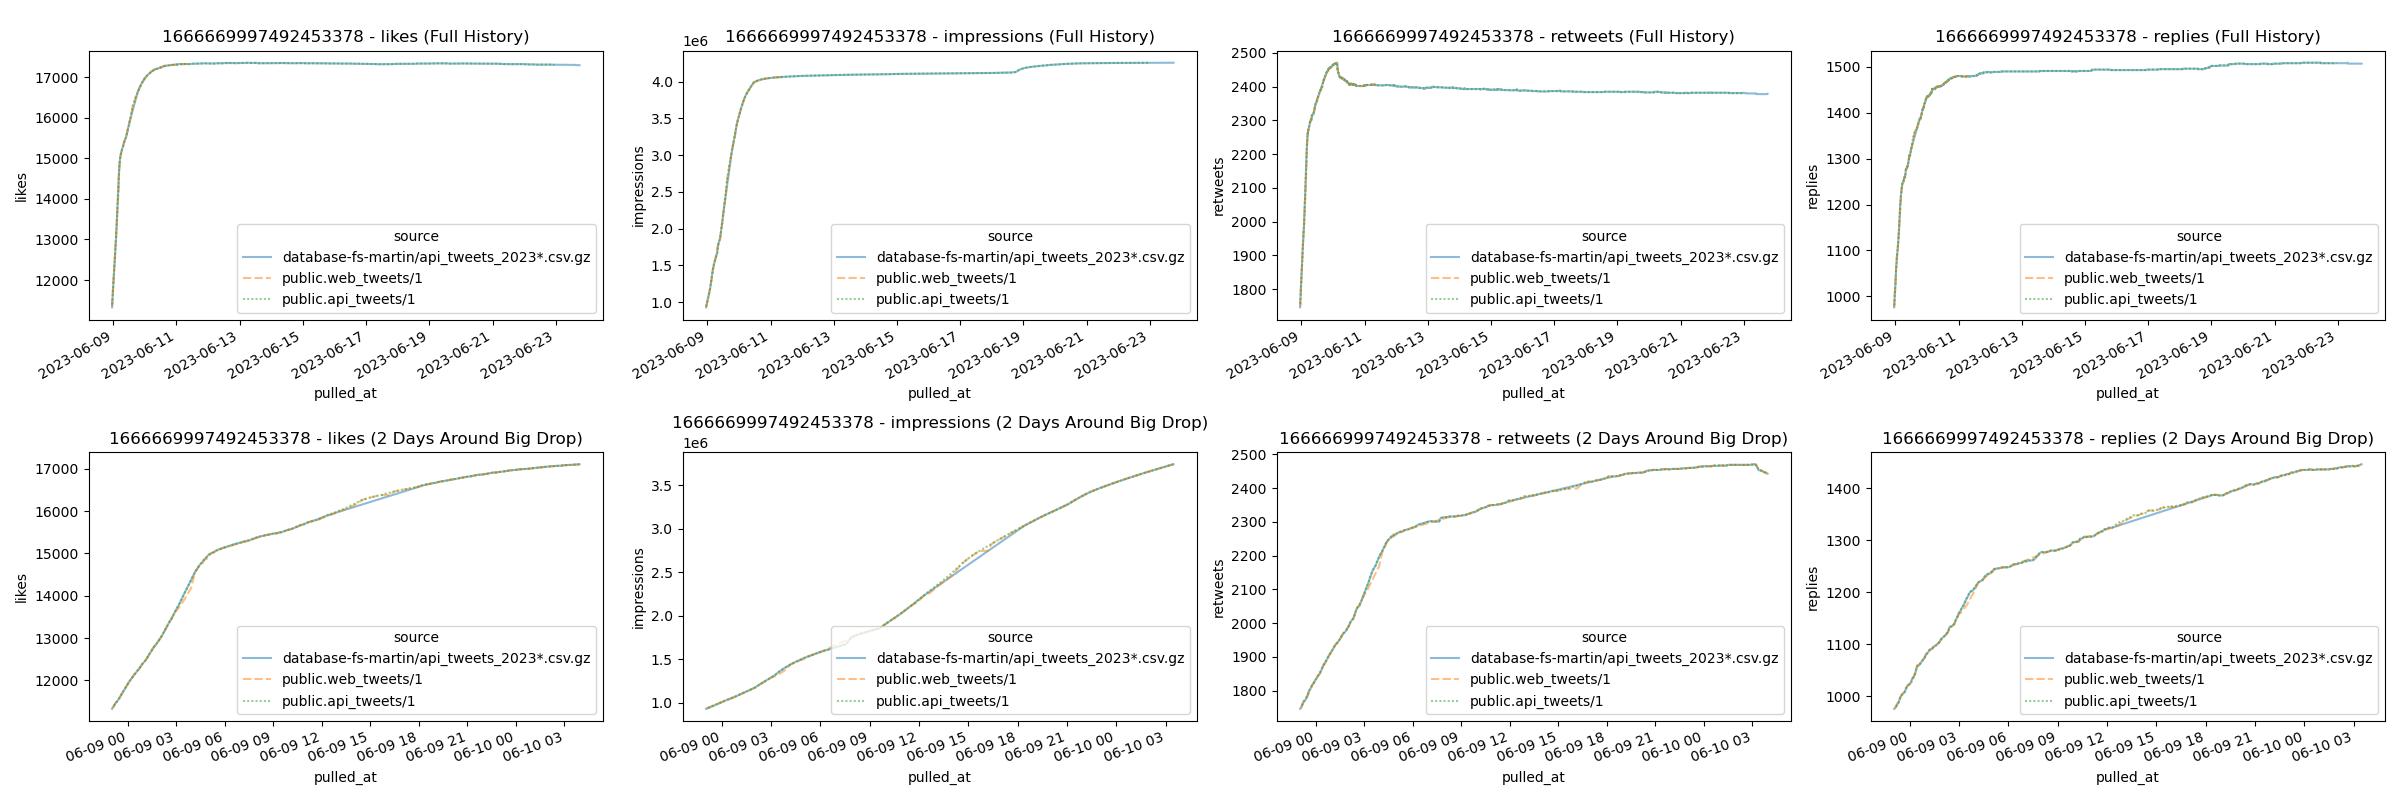 1666669997492453378 - likes (Full History)
likes
17000
16000
15000
14000
13000
12000
source
database-fs-martin/api_tweets_2023*.csv.gz
public.web_tweets/1
public.api_tweets/1
2023-06-09
2023-06-11
2023-06-13
2023-06-15
2023-06-17
2023-06-19
2023-06-21
2023-06-23
pulled_at
1666669997492453378 - impressions (Full History)
1e6
impressions
4.0
3.5
3.0
2.5
2.0
1.5
1.0
source
database-fs-martin/api_tweets_2023*.csv.gz
public.web_tweets/1
public.api_tweets/1
2023-06-09
2023-06-11
2023-06-13
2023-06-15
2023-06-17
2023-06-19
2023-06-21
2023-06-23
pulled_at
1666669997492453378 - retweets (Full History)
retweets
2500
2400
2300
2200
2100
2000
1900
1800
source
database-fs-martin/api_tweets_2023*.csv.gz
public.web_tweets/1
public.api_tweets/1
2023-06-09
2023-06-11
2023-06-13
2023-06-15
2023-06-17
2023-06-19
2023-06-21
2023-06-23
pulled_at
1666669997492453378 - replies (Full History)
replies
1500
1400
1300
1200
1100
1000
source
database-fs-martin/api_tweets_2023*.csv.gz
public.web_tweets/1
public.api_tweets/1
2023-06-09
2023-06-11
2023-06-13
2023-06-15
2023-06-17
2023-06-19
2023-06-21
2023-06-23
pulled_at
1666669997492453378 - likes (2 Days Around Big Drop)
likes
17000
16000
15000
14000
13000
12000
source
database-fs-martin/api_tweets_2023*.csv.gz
public.web_tweets/1
public.api_tweets/1
06-09 00
06-09 03
06-09 06
06-09 09
06-09 12
06-09 15
06-09 18
06-09 21
06-10 00
06-10 03
pulled_at
1666669997492453378 - impressions (2 Days Around Big Drop)
1e6
impressions
3.5
3.0
2.5
2.0
1.5
1.0
source
database-fs-martin/api_tweets_2023*.csv.gz
public.web_tweets/1
public.api_tweets/1
06-09 00
06-09 03
06-09 06
06-09 09
06-09 12
06-09 15
06-09 18
06-09 21
06-10 00
06-10 03
pulled_at
1666669997492453378 - retweets (2 Days Around Big Drop)
retweets
2500
2400
2300
2200
2100
2000
1900
1800
source
database-fs-martin/api_tweets_2023*.csv.gz
public.web_tweets/1
public.api_tweets/1
06-09 00
06-09 03
06-09 06
06-09 09
06-09 12
06-09 15
06-09 18
06-09 21
06-10 00
06-10 03
pulled_at
1666669997492453378 - replies (2 Days Around Big Drop)
replies
1400
1300
1200
1100
1000
source
database-fs-martin/api_tweets_2023*.csv.gz
public.web_tweets/1
public.api_tweets/1
06-09 00
06-09 03
06-09 06
06-09 09
06-09 12
06-09 15
06-09 18
06-09 21
06-10 00
06-10 03
pulled_at